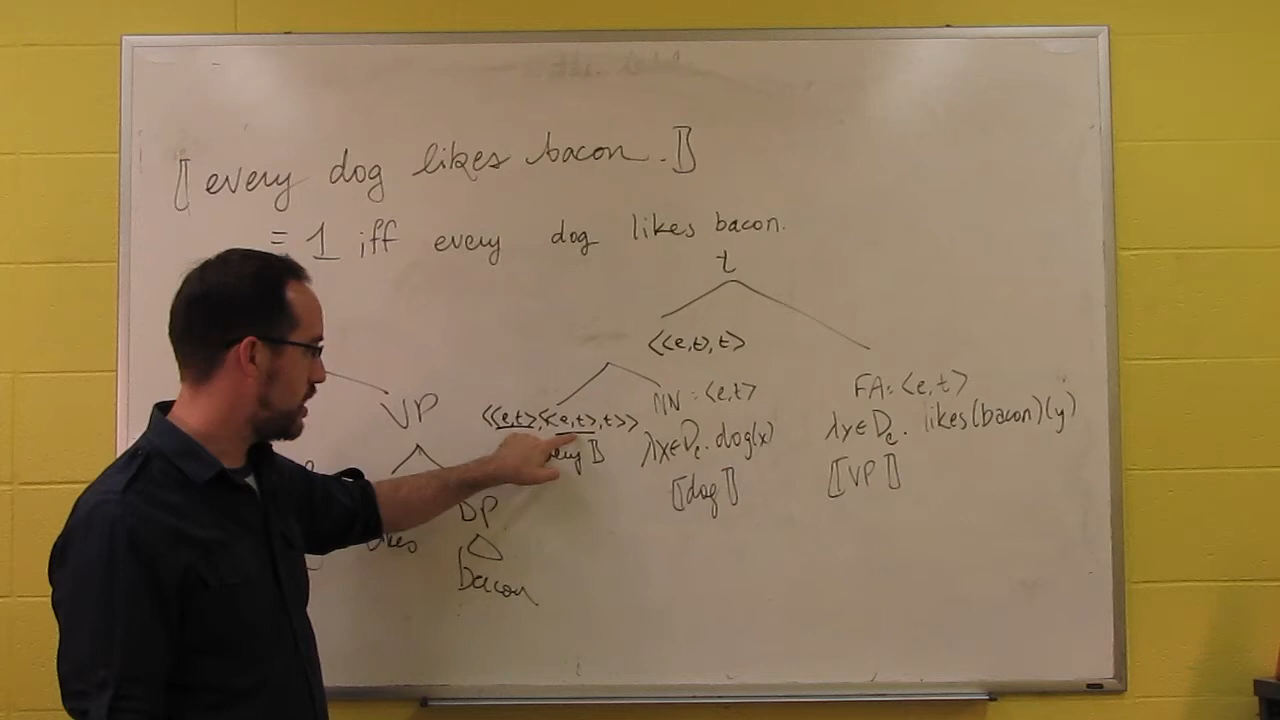 ⟦every dog likes bacon.⟧
= 1 iff every dog likes bacon.
t
<<e,t>,t>
NN: <e,t>
FA: <e,t>
VP
<<e,t>,<<e,t>,t>>
λx∈De. dog(x)
λy∈De. likes(bacon)(y)
⟦dog⟧
⟦VP⟧
DP
bacon